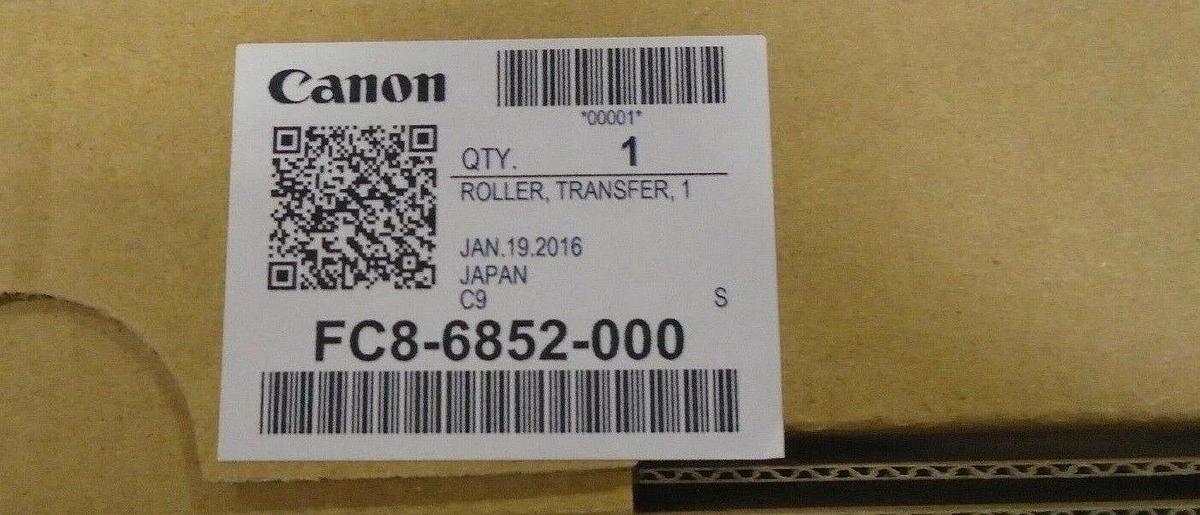 Canon
*00001*
QTY. 1
ROLLER, TRANSFER, 1
JAN.19.2016
JAPAN
C9 S
FC8-6852-000